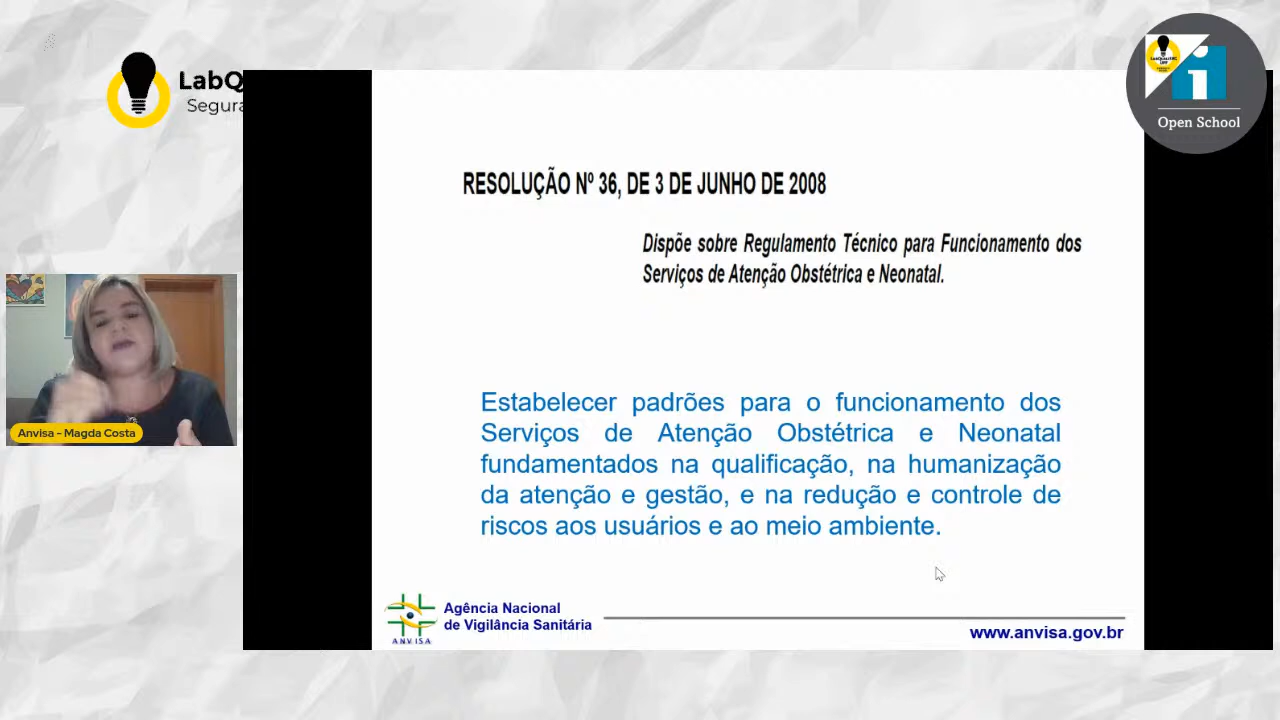 LabQ
Segura
Open School
RESOLUÇÃO Nº 36, DE 3 DE JUNHO DE 2008
Dispõe sobre Regulamento Técnico para Funcionamento dos
Serviços de Atenção Obstétrica e Neonatal.
Anvisa - Magda Costa
Estabelecer padrões para o funcionamento dos
Serviços de Atenção Obstétrica e Neonatal
fundamentados na qualificação, na humanização
da atenção e gestão, e na redução e controle de
riscos aos usuários e ao meio ambiente.
ANVISA
Agência Nacional
de Vigilância Sanitária
www.anvisa.gov.br